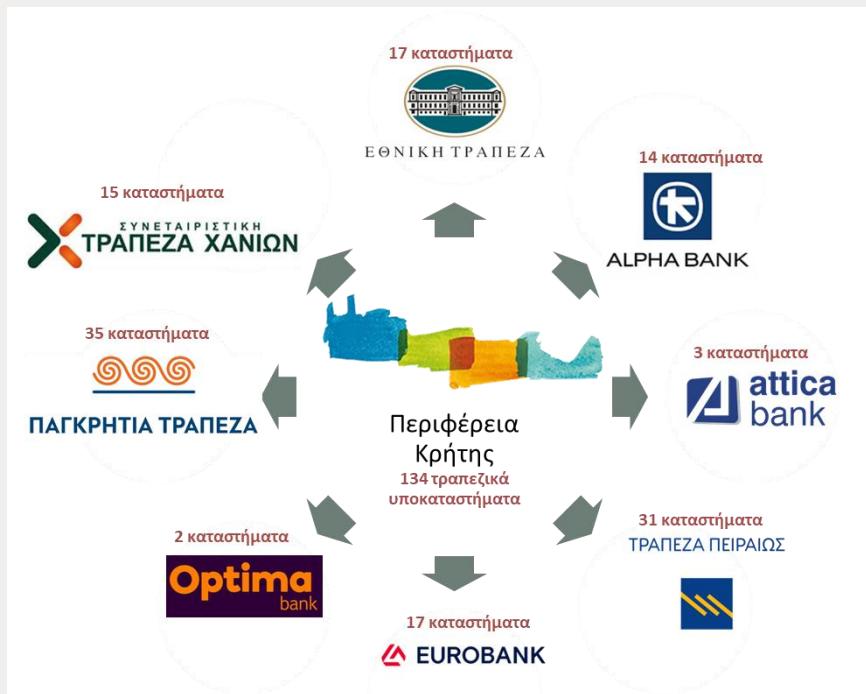 17 καταστήματα
ΕΘΝΙΚΗ ΤΡΑΠΕΖΑ
14 καταστήματα
ALPHA BANK
15 καταστήματα
ΣΥΝΕΤΑΙΡΙΣΤΙΚΗ
ΤΡΑΠΕΖΑ ΧΑΝΙΩΝ
35 καταστήματα
ΠΑΓΚΡΗΤΙΑ ΤΡΑΠΕΖΑ
3 καταστήματα
attica
bank
Περιφέρεια
Κρήτης
134 τραπεζικά
υποκαταστήματα
2 καταστήματα
Optima
bank
31 καταστήματα
ΤΡΑΠΕΖΑ ΠΕΙΡΑΙΩΣ
17 καταστήματα
EUROBANK